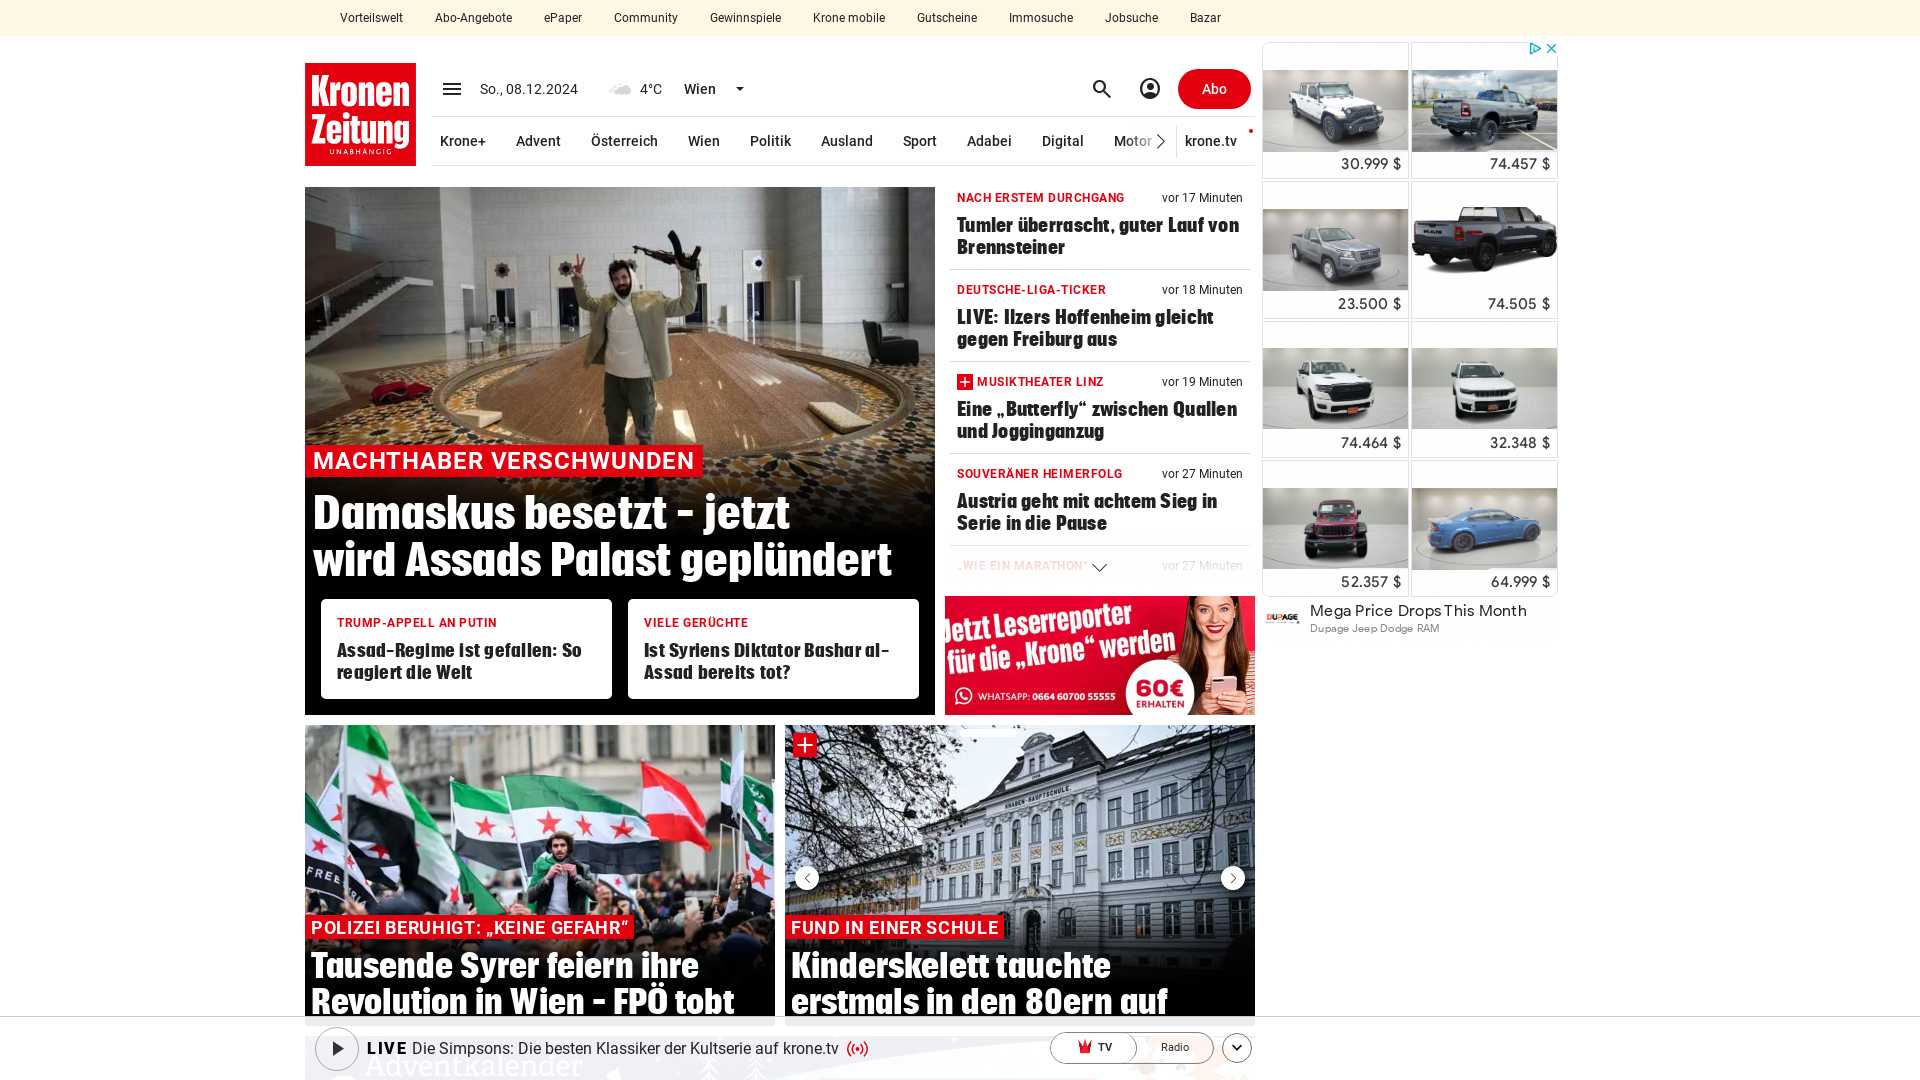 Vorteilswelt Abo-Angebote ePaper Community Gewinnspiele Krone mobile Gutscheine Immosuche Jobsuche Bazar
Kronen
Zeitung
UNABHÄNGIG
So., 08.12.2024 4°C Wien
Abo
Krone+ Advent Österreich Wien Politik Ausland Sport Adabei Digital Motor krone.tv
MACHTHABER VERSCHWUNDEN
Damaskus besetzt – jetzt
wird Assads Palast geplündert
TRUMP-APPELL AN PUTIN
Assad-Regime ist gefallen: So
reagiert die Welt
VIELE GERÜCHTE
Ist Syriens Diktator Bashar al-
Assad bereits tot?
NACH ERSTEM DURCHGANG vor 17 Minuten
Tumler überrascht, guter Lauf von
Brennsteiner
DEUTSCHE-LIGA-TICKER vor 18 Minuten
LIVE: Ilzers Hoffenheim gleicht
gegen Freiburg aus
MUSIKTHEATER LINZ vor 19 Minuten
Eine „Butterfly“ zwischen Quallen
und Jogginganzug
SOUVERÄNER HEIMERFOLG vor 27 Minuten
Austria geht mit achtem Sieg in
Serie in die Pause
„WIE EIN MARATHON“ vor 27 Minuten
Jetzt Leserreporter
für die „Krone“ werden
WHATSAPP: 0664 60700 55555
60€
ERHALTEN
30.999 $ 74.457 $
23.500 $ 74.505 $
74.464 $ 32.348 $
52.357 $ 64.999 $
DUPAGE
Mega Price Drops This Month
Dupage Jeep Dodge RAM
FREE
POLIZEI BERUHIGT: „KEINE GEFAHR“
Tausende Syrer feiern ihre
Revolution in Wien – FPÖ tobt
KNABEN-HAUPTSCHULE.
FUND IN EINER SCHULE
Kinderskelett tauchte
erstmals in den 80ern auf
LIVE Die Simpsons: Die besten Klassiker der Kultserie auf krone.tv
TV Radio
Adventkalender